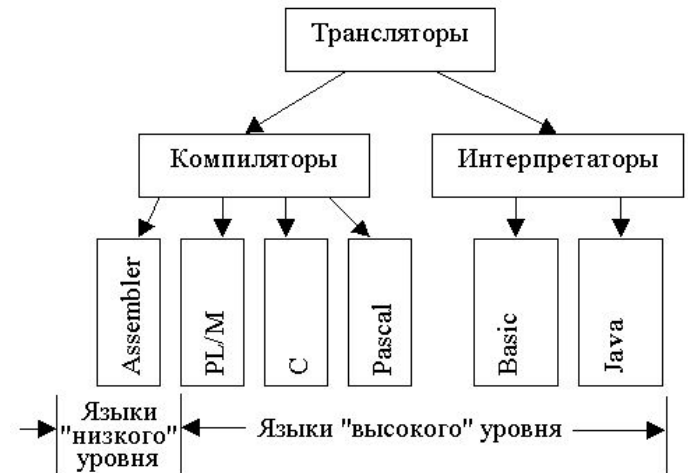 Трансляторы
Компиляторы
Интерпретаторы
Assembler
PL/M
C
Pascal
Basic
Java
Языки
"низкого"
уровня
Языки "высокого" уровня